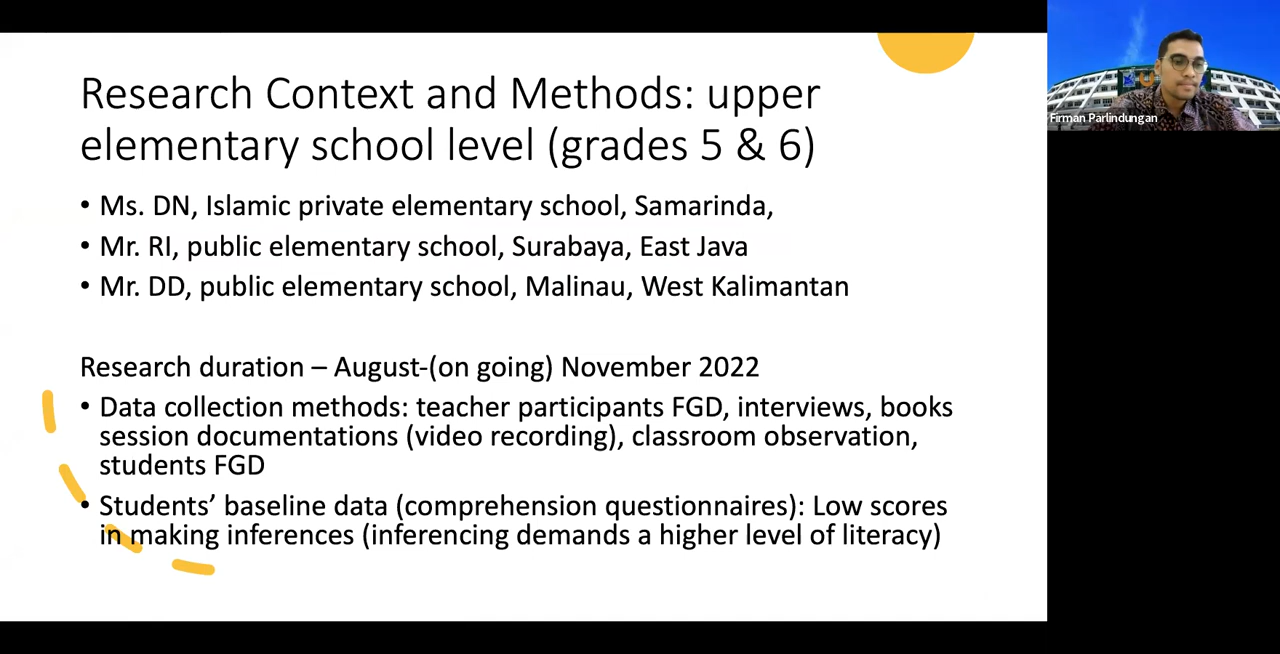 Research Context and Methods: upper
elementary school level (grades 5 & 6)
• Ms. DN, Islamic private elementary school, Samarinda,
• Mr. RI, public elementary school, Surabaya, East Java
• Mr. DD, public elementary school, Malinau, West Kalimantan
Research duration – August-(on going) November 2022
• Data collection methods: teacher participants FGD, interviews, books
session documentations (video recording), classroom observation,
students FGD
• Students’ baseline data (comprehension questionnaires): Low scores
in making inferences (inferencing demands a higher level of literacy)
Firman Parlindungan